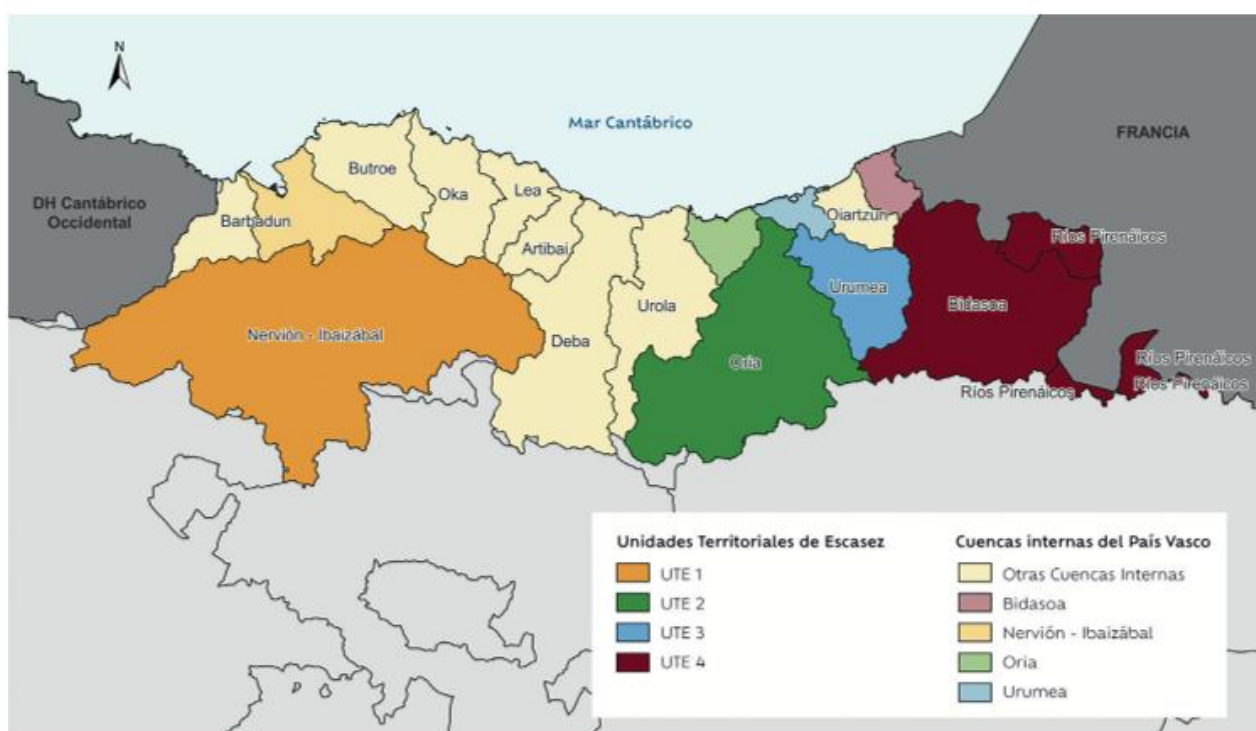 N
Mar Cantábrico
FRANCIA
DH Cantábrico
Occidental
Butroe
Oka
Lea
Barbadun
Artibai
Oiartzun
Ríos Pirenáicos
Urumea
Bidasoa
Urola
Nervión - Ibaizábal
Deba
Oria
Ríos Pirenáicos
Ríos Pirenáicos
Ríos Pirenáicos
Unidades Territoriales de Escasez
UTE 1
UTE 2
UTE 3
UTE 4
Cuencas internas del País Vasco
Otras Cuencas Internas
Bidasoa
Nervión - Ibaizábal
Oria
Urumea